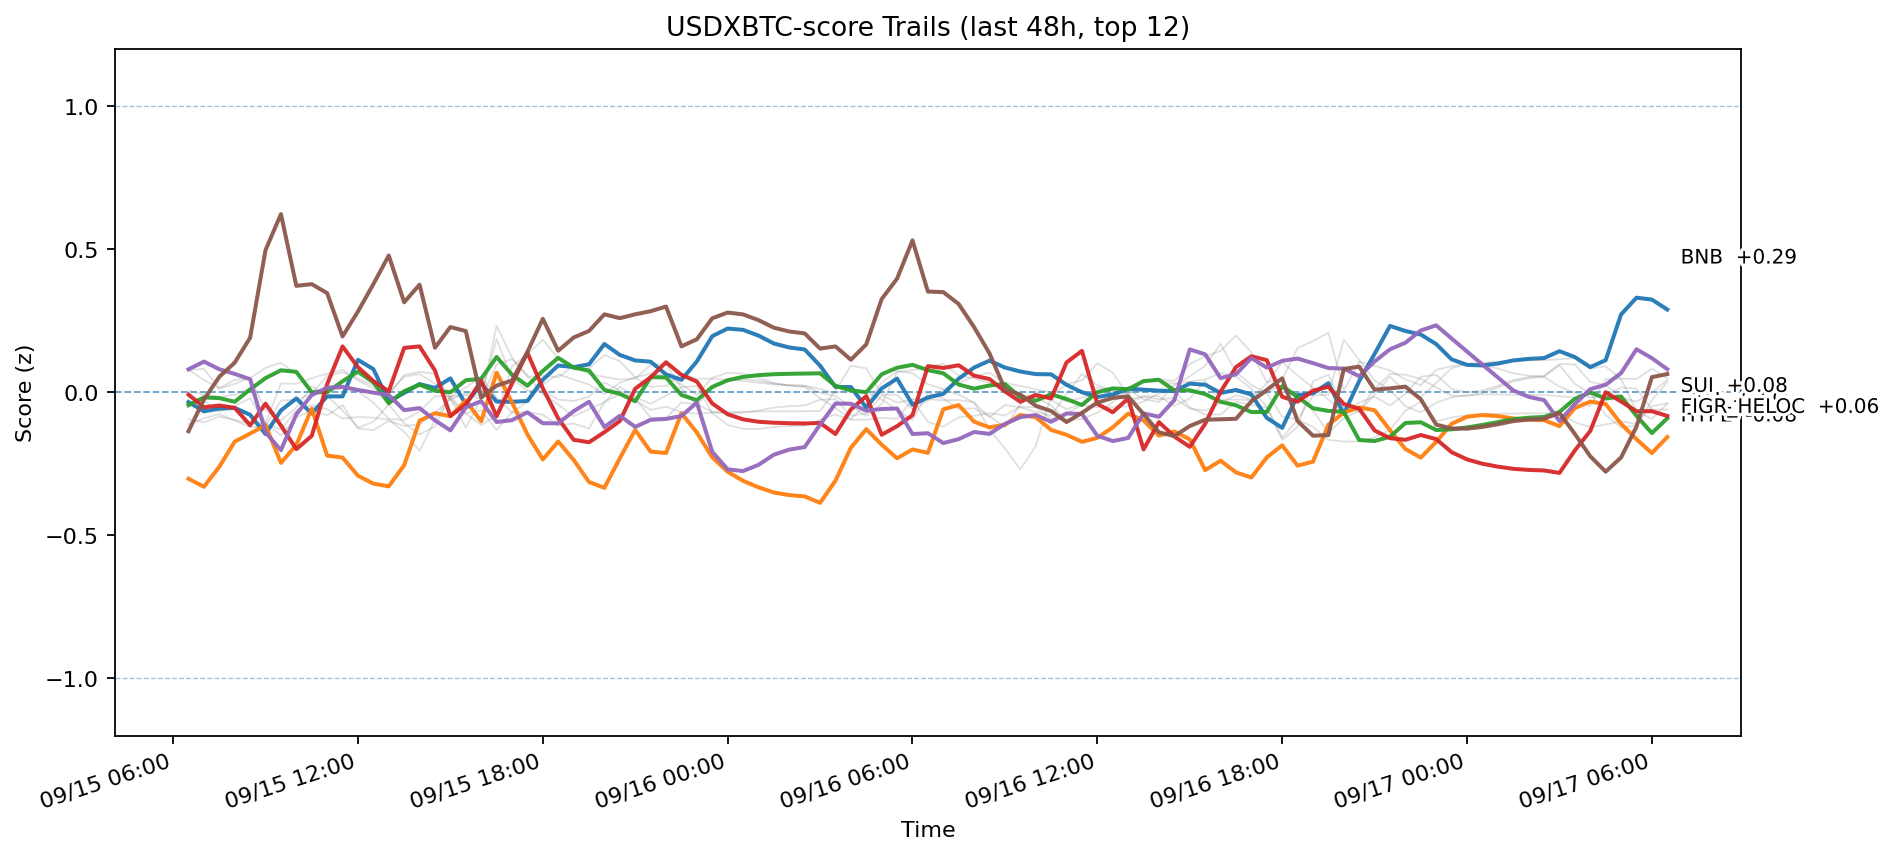 USDXBTC-score Trails (last 48h, top 12)
1.0
0.5
0.0
−0.5
−1.0
Score (z)
BNB +0.29
SUI +0.08
FIGR_HELOC +0.06
09/15 06:00
09/15 12:00
09/15 18:00
09/16 00:00
09/16 06:00
09/16 12:00
09/16 18:00
09/17 00:00
09/17 06:00
Time